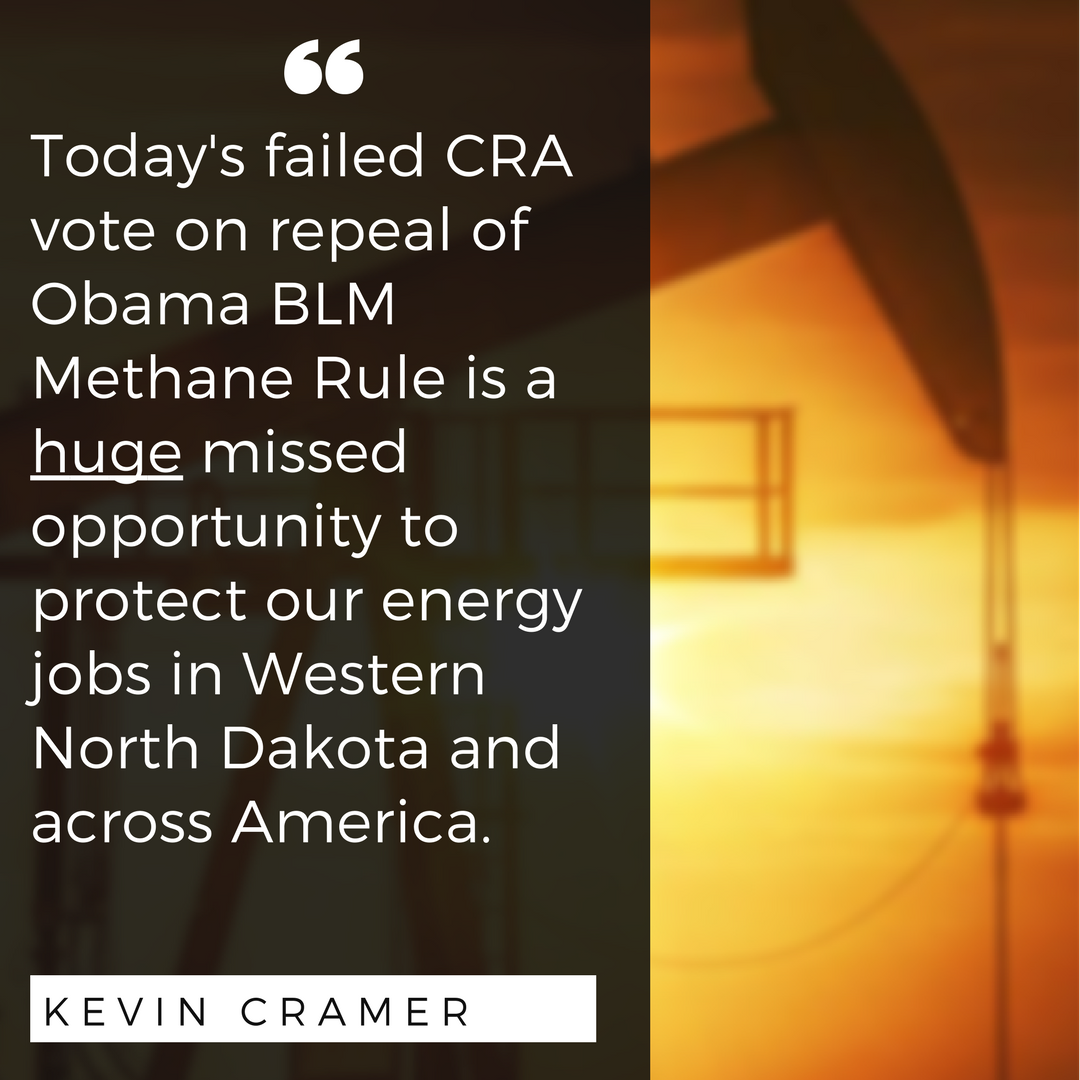 “
Today's failed CRA
vote on repeal of
Obama BLM
Methane Rule is a
huge missed
opportunity to
protect our energy
jobs in Western
North Dakota and
across America.
KEVIN CRAMER